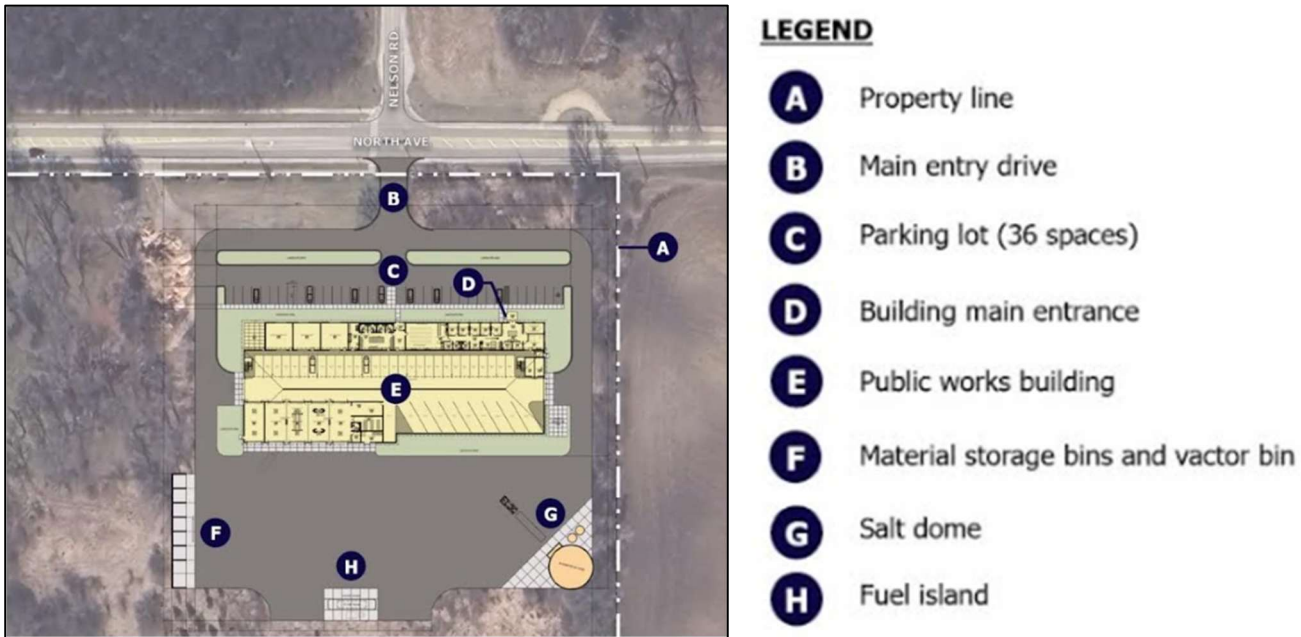 NELSON RD.
NORTH AVE
B
A
C
D
E
F
G
H
LEGEND
A Property line
B Main entry drive
C Parking lot (36 spaces)
D Building main entrance
E Public works building
F Material storage bins and vactor bin
G Salt dome
H Fuel island